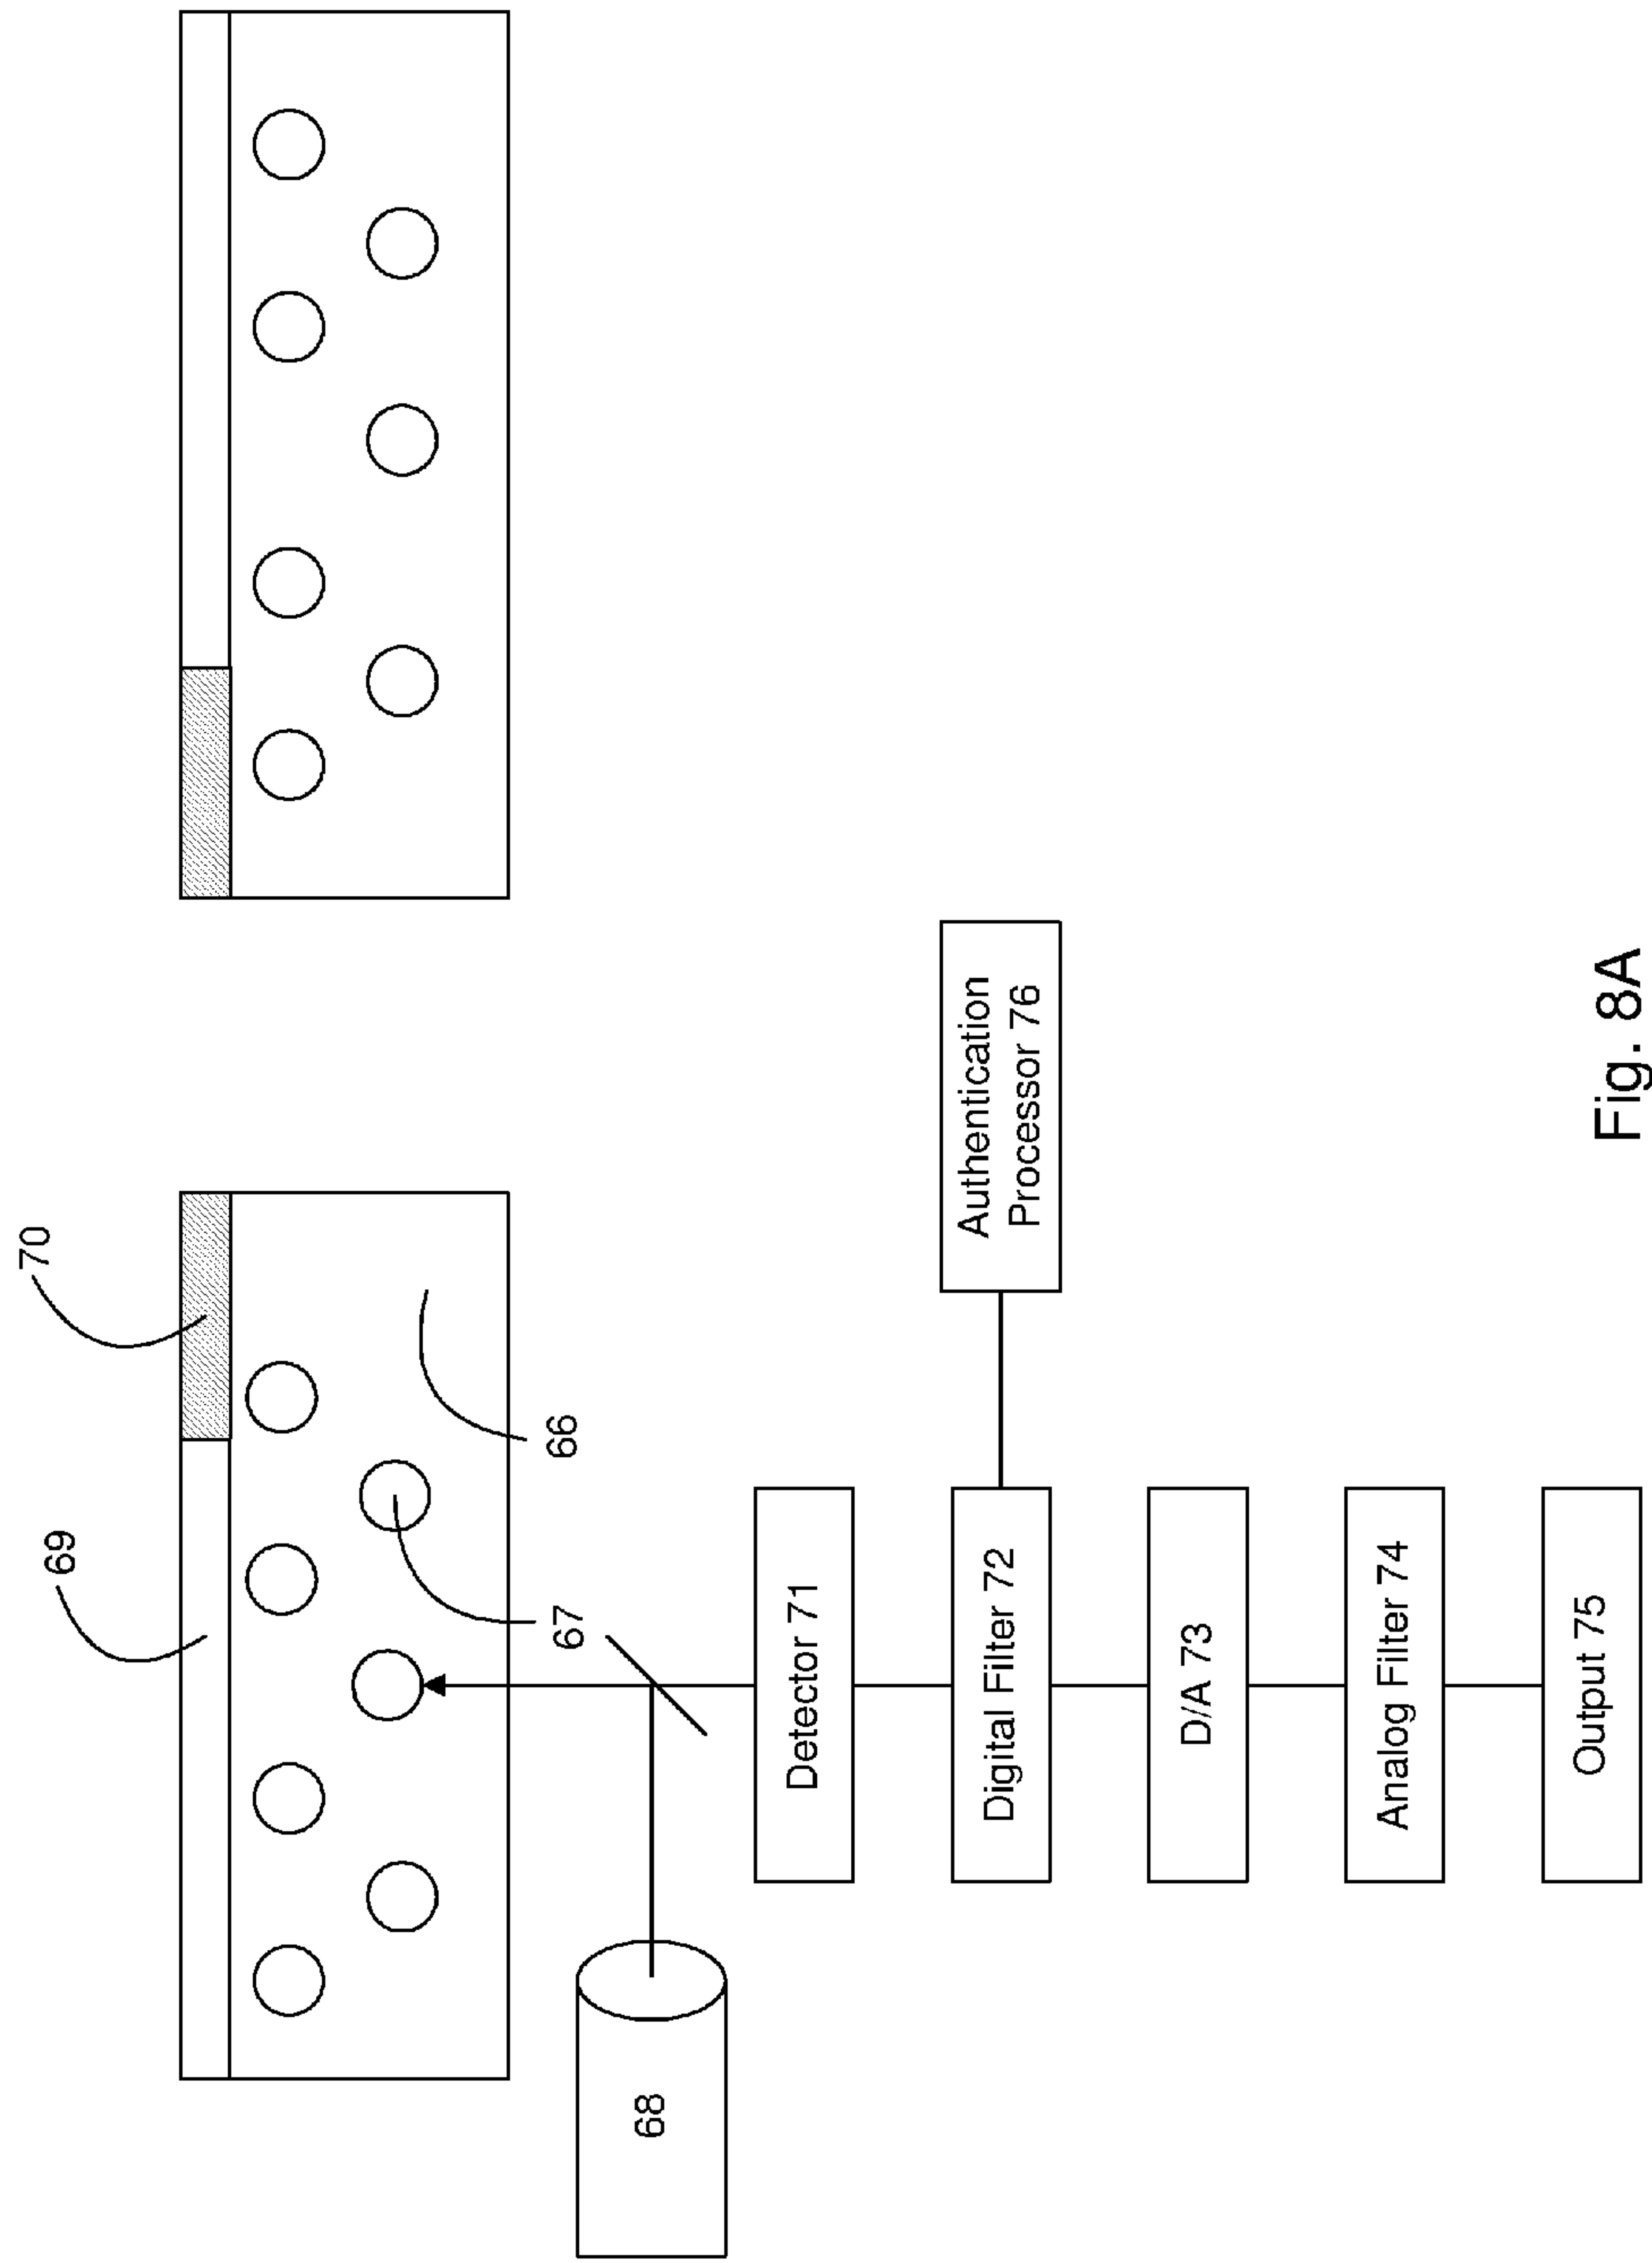 70
69
66
67
68
Detector 71
Digital Filter 72
Authentication
Processor 76
D/A 73
Analog Filter 74
Output 75
Fig. 8A